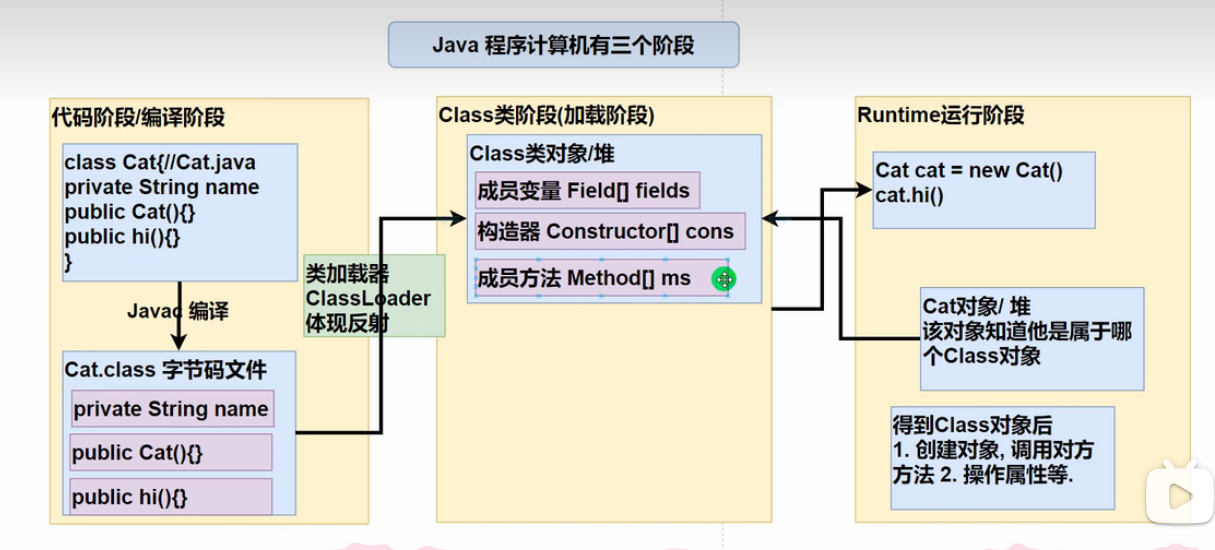 Java 程序计算机有三个阶段
代码阶段/编译阶段
class Cat{//Cat.java
private String name
public Cat(){}
public hi(){}
}
Javac 编译
Cat.class 字节码文件
private String name
public Cat(){}
public hi(){}
类加载器
ClassLoader
体现反射
Class类阶段(加载阶段)
Class类对象/堆
成员变量 Field[] fields
构造器 Constructor[] cons
成员方法 Method[] ms
Runtime运行阶段
Cat cat = new Cat()
cat.hi()
Cat对象/ 堆
该对象知道他是属于哪
个Class对象
得到Class对象后
1. 创建对象, 调用对方
方法 2. 操作属性等.